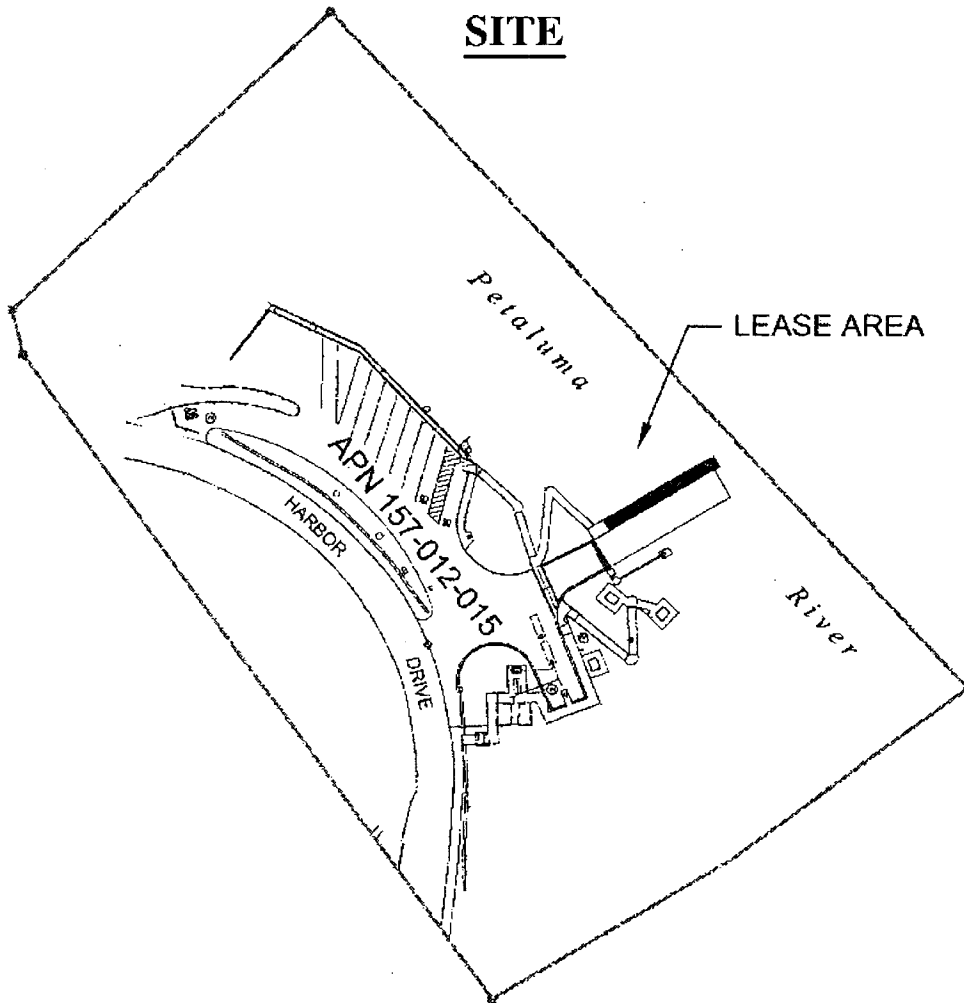 SITE
Petaluma
LEASE AREA
APN 157-012-015
HARBOR
River
DRIVE